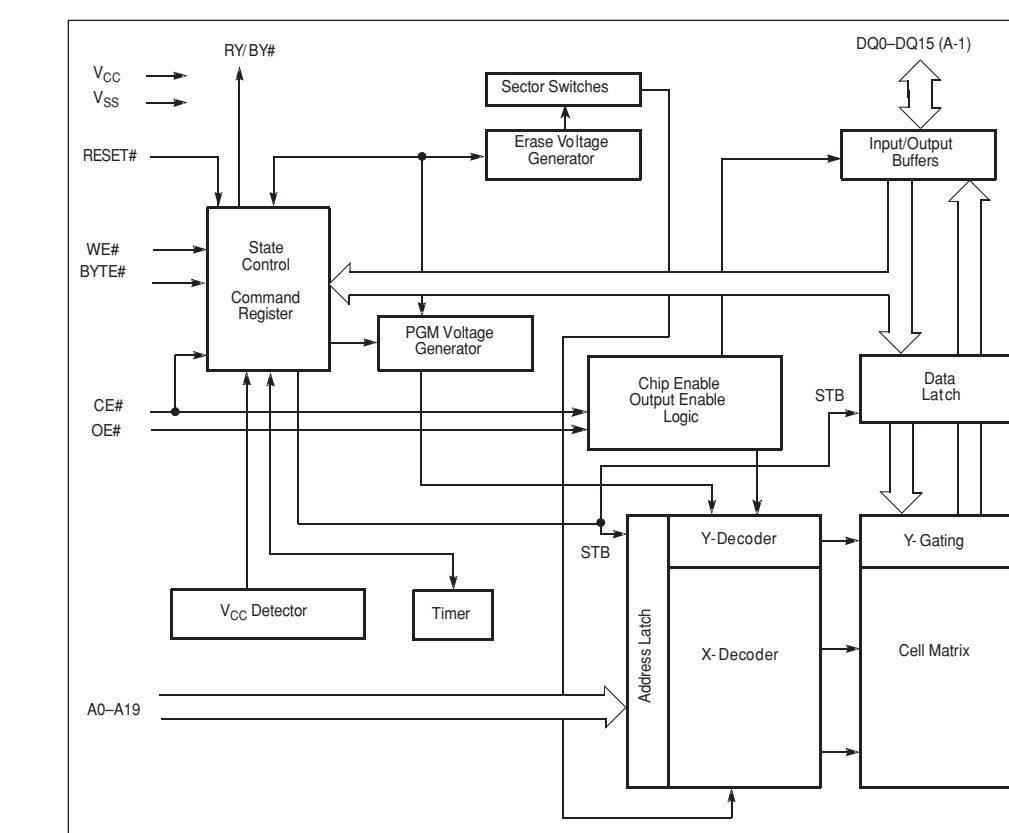 RY/BY#
DQ0–DQ15 (A-1)
VCC
VSS
Sector Switches
RESET#
Erase Voltage
Generator
Input/Output
Buffers
WE#
BYTE#
State
Control
Command
Register
PGM Voltage
Generator
Chip Enable
Output Enable
Logic
Data
Latch
STB
CE#
OE#
STB
Y-Decoder
Y-Gating
VCC Detector
Timer
Address Latch
X-Decoder
Cell Matrix
A0–A19